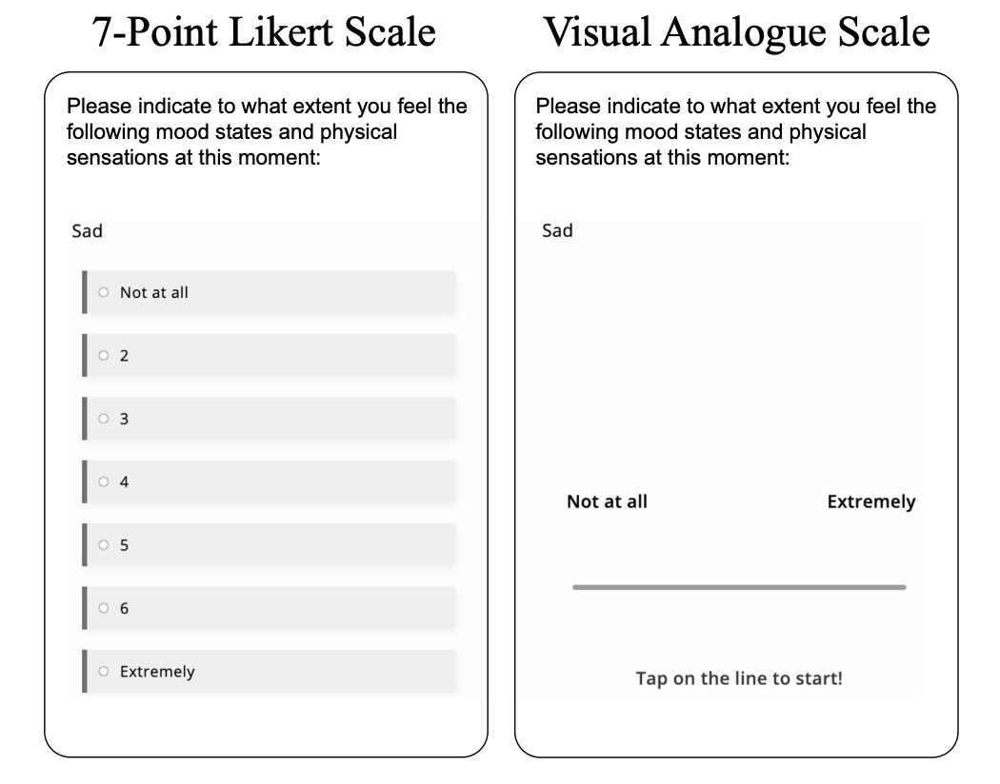 7-Point Likert Scale
Please indicate to what extent you feel the
following mood states and physical
sensations at this moment:
Sad
Not at all
2
3
4
5
6
Extremely
Visual Analogue Scale
Please indicate to what extent you feel the
following mood states and physical
sensations at this moment:
Sad
Not at all
Extremely
Tap on the line to start!